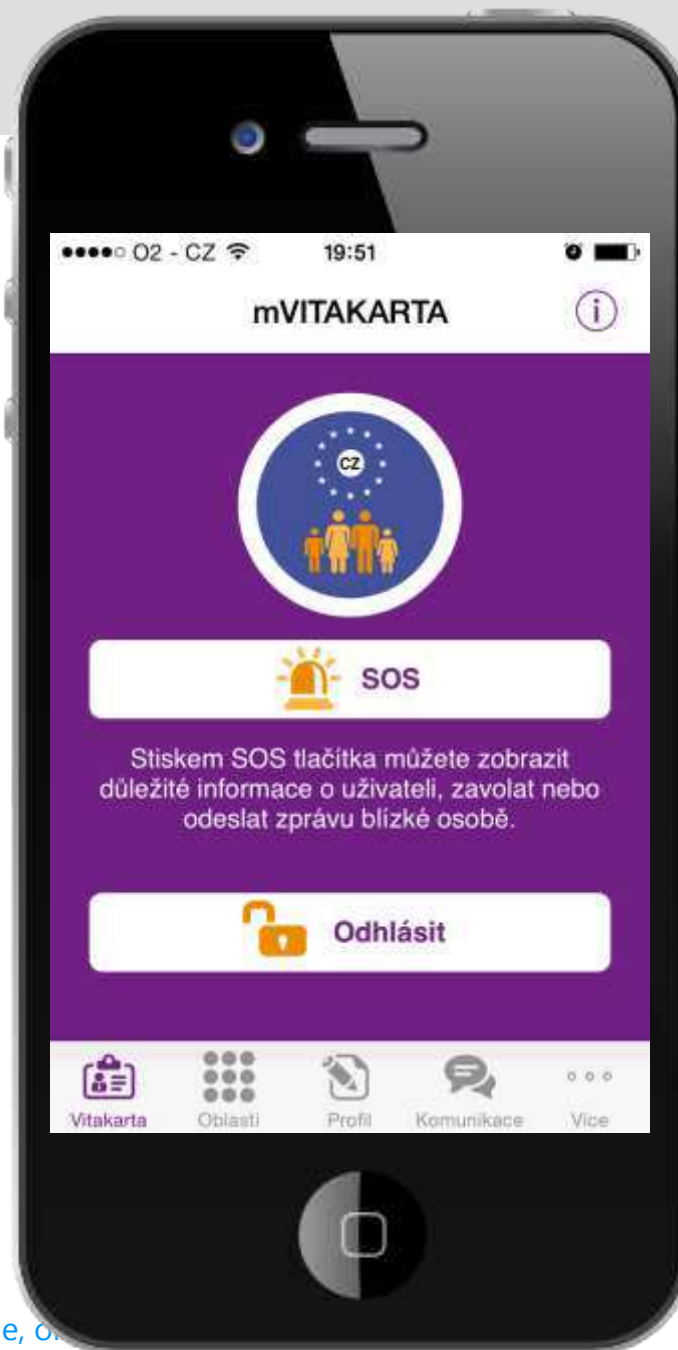 O2 - CZ 19:51
mVITAKARTA
i
CZ
SOS
Stiskem SOS tlačítka můžete zobrazit
důležité informace o uživateli, zavolat nebo
odeslat zprávu blízké osobě.
Odhlásit
Vitakarta Oblasti Profil Komunikace Více
e,